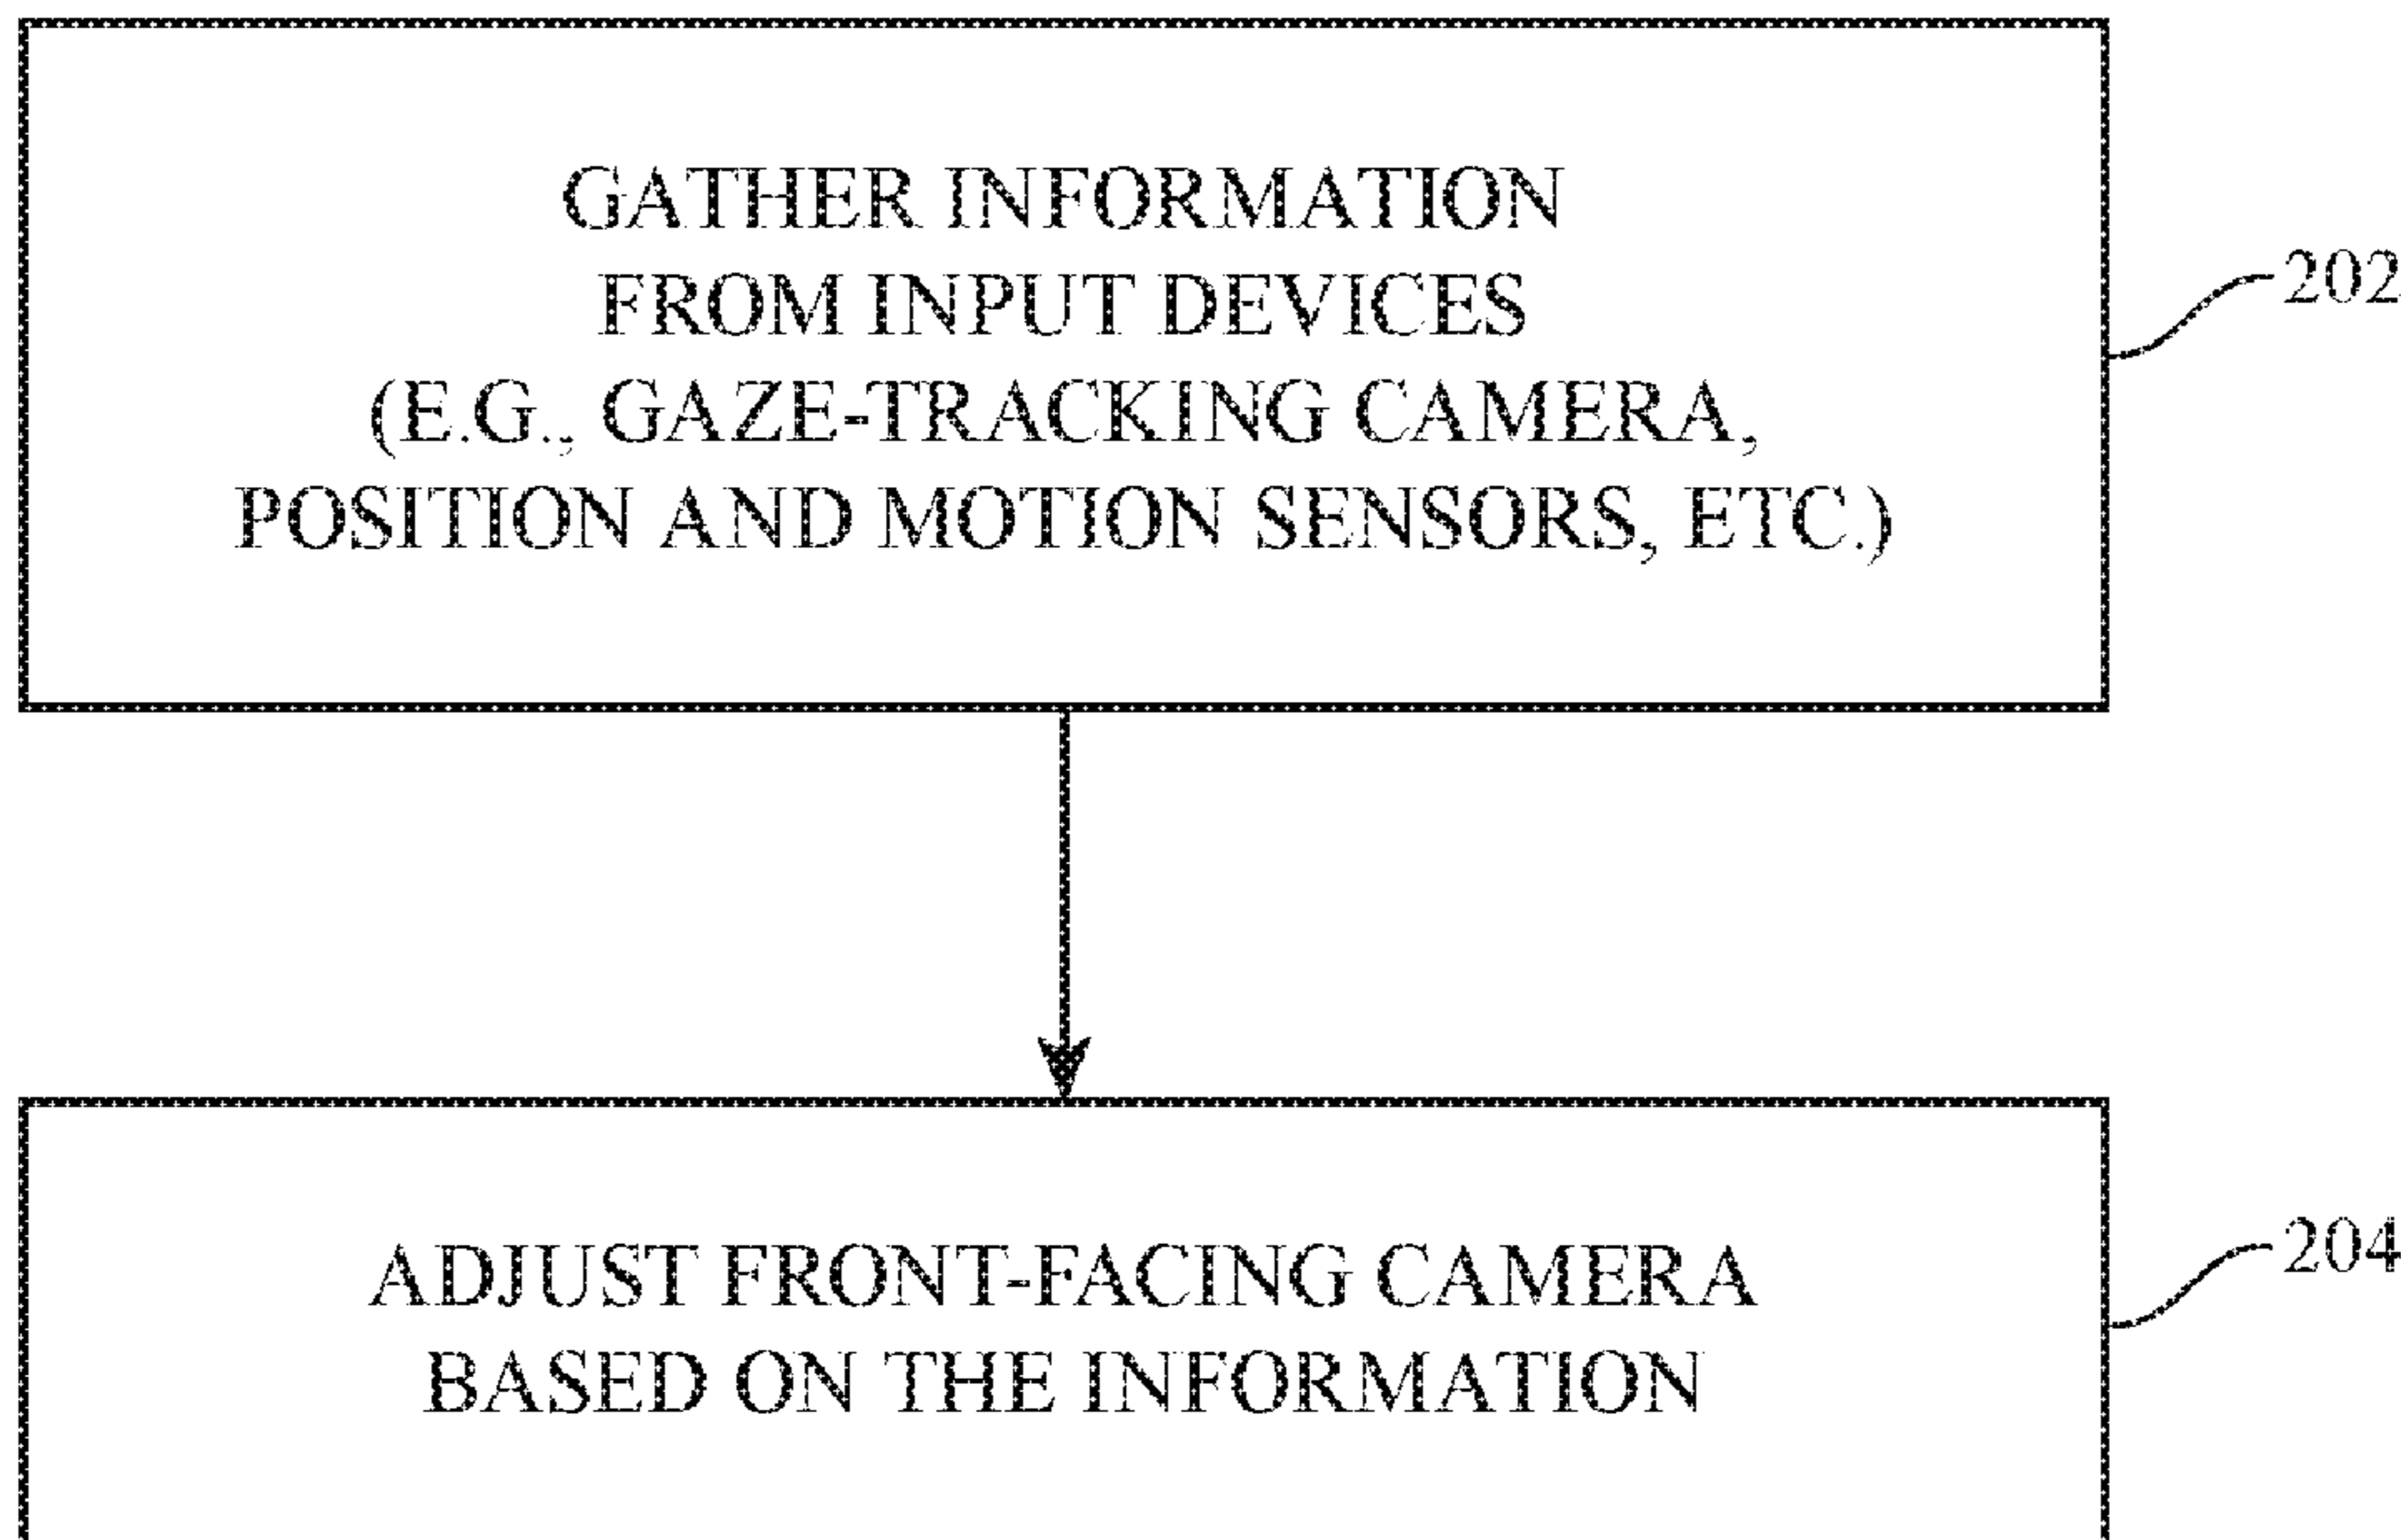 GATHER INFORMATION
FROM INPUT DEVICES
(E.G., GAZE-TRACKING CAMERA,
POSITION AND MOTION SENSORS, ETC.)
202
ADJUST FRONT-FACING CAMERA
BASED ON THE INFORMATION
204